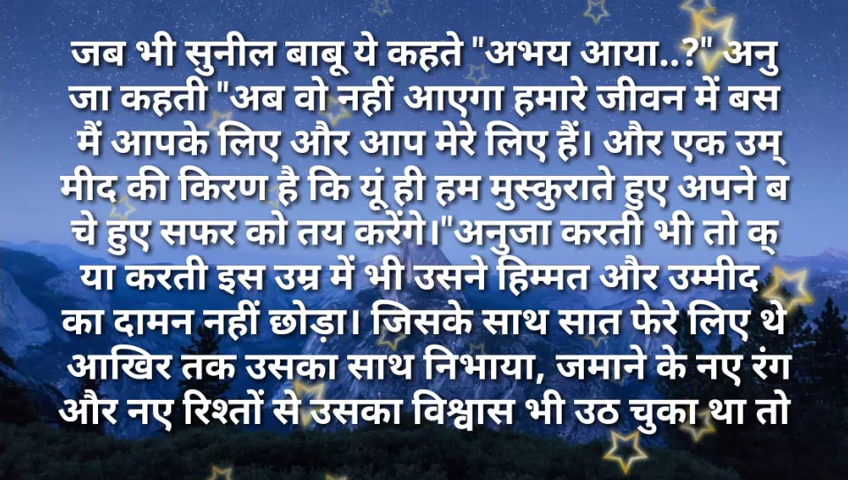 जब भी सुनील बाबू ये कहते "अभय आया..?" अनु
जा कहती "अब वो नहीं आएगा हमारे जीवन में बस
मैं आपके लिए और आप मेरे लिए हैं। और एक उम्
मीद की किरण है कि यूं ही हम मुस्कुराते हुए अपने ब
चे हुए सफर को तय करेंगे।"अनुजा करती भी तो क्
या करती इस उम्र में भी उसने हिम्मत और उम्मीद
का दामन नहीं छोड़ा। जिसके साथ सात फेरे लिए थे
आखिर तक उसका साथ निभाया, जमाने के नए रंग
और नए रिश्तों से उसका विश्वास भी उठ चुका था तो